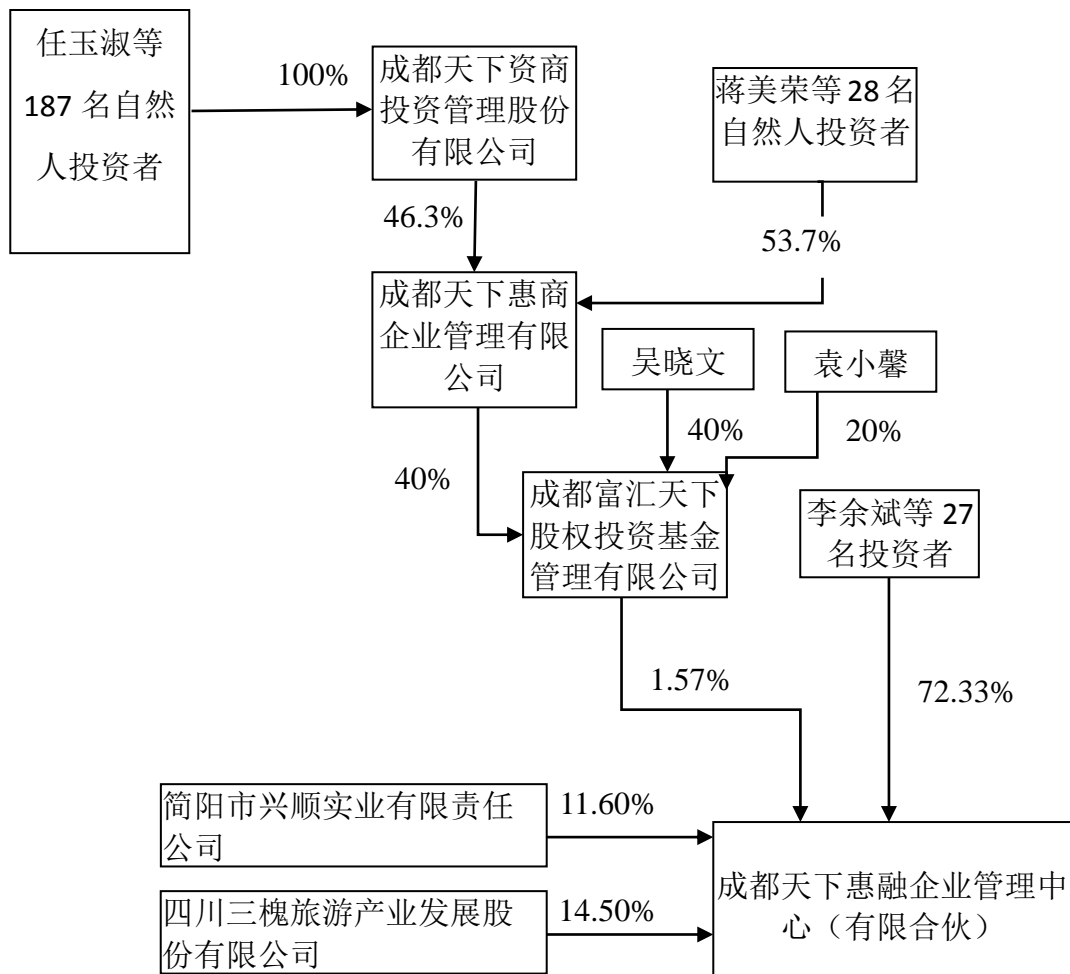 任玉淑等
187 名自然
人投资者
100%
成都天下资商
投资管理股份
有限公司
蒋美荣等 28 名
自然人投资者
46.3%
53.7%
成都天下惠商
企业管理有限
公司
吴晓文
袁小馨
40%
40%
20%
成都富汇天下
股权投资基金
管理有限公司
李余斌等 27
名投资者
1.57%
72.33%
简阳市兴顺实业有限责任
公司
11.60%
四川三槐旅游产业发展股
份有限公司
14.50%
成都天下惠融企业管理中
心（有限合伙）